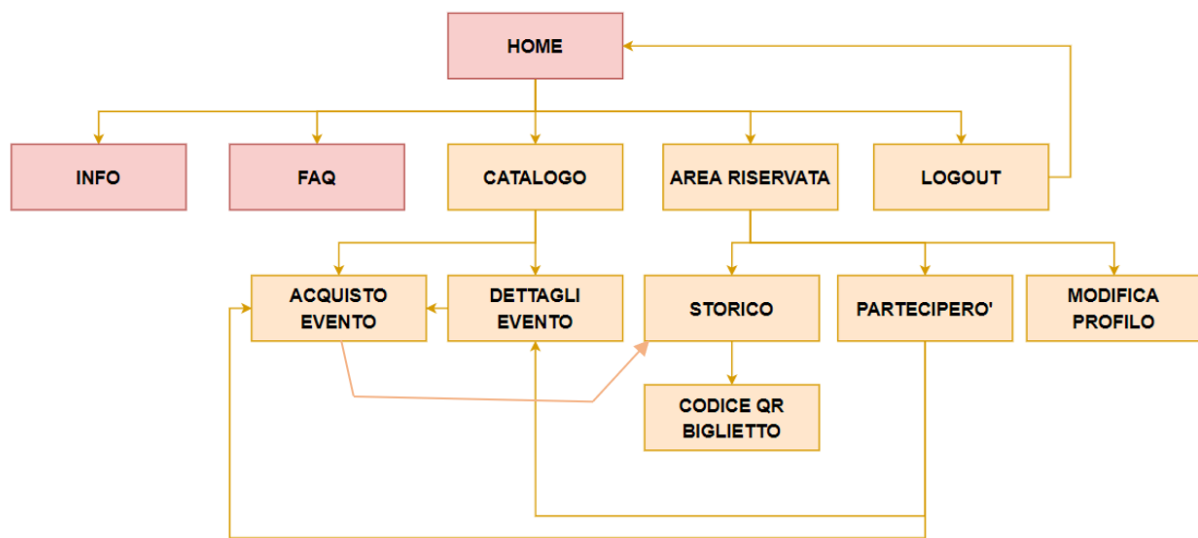 HOME
INFO
FAQ
CATALOGO
AREA RISERVATA
LOGOUT
ACQUISTO
EVENTO
DETTAGLI
EVENTO
STORICO
PARTECIPERO'
MODIFICA
PROFILO
CODICE QR
BIGLIETTO